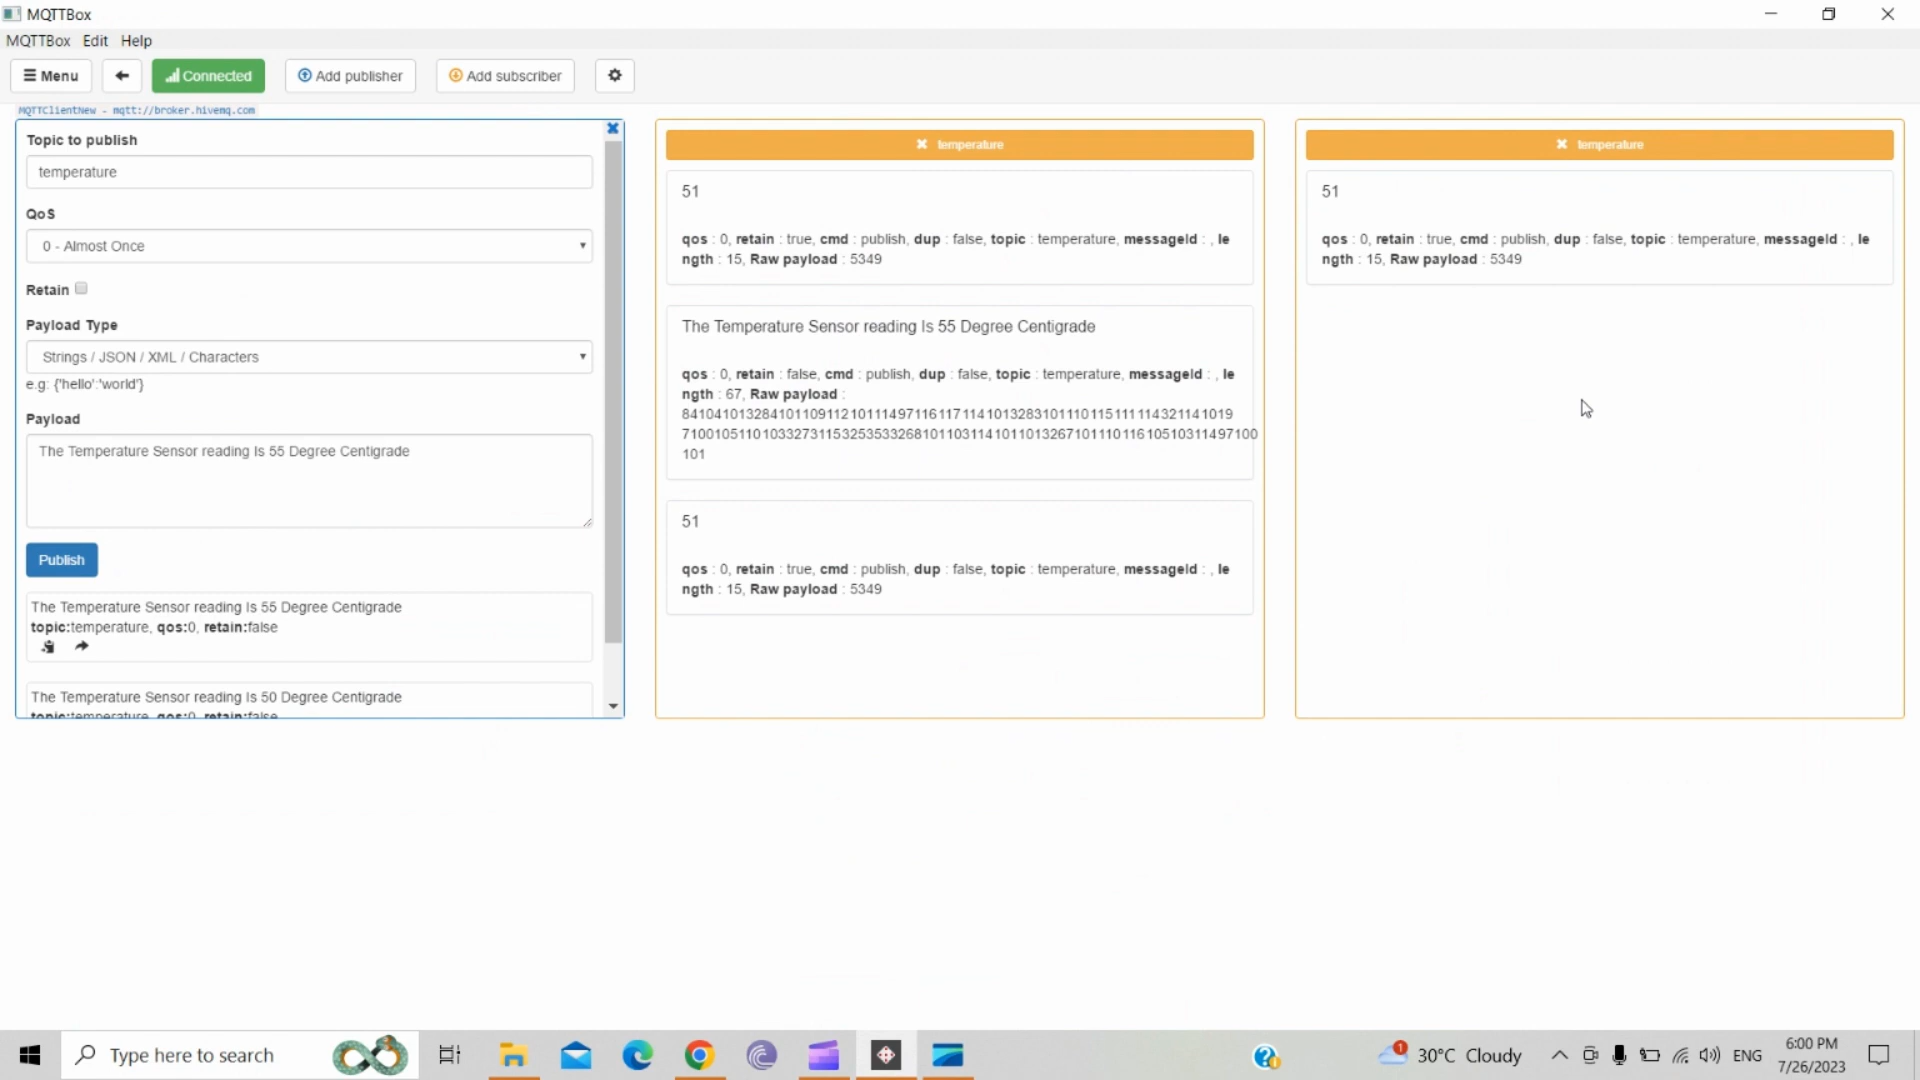 MQTTBox
MQTTBox Edit Help
Menu
Connected
Add publisher
Add subscriber
MQTTClientNew - mqtt://broker.hivemq.com
Topic to publish
temperature
QoS
0 - Almost Once
Retain
Payload Type
Strings / JSON / XML / Characters
e.g: {'hello':'world'}
Payload
The Temperature Sensor reading Is 55 Degree Centigrade
Publish
The Temperature Sensor reading Is 55 Degree Centigrade
topic:temperature, qos:0, retain:false
The Temperature Sensor reading Is 50 Degree Centigrade
topic:temperature, qos:0, retain:false
temperature
51
qos : 0, retain : true, cmd : publish, dup : false, topic : temperature, messageId : , le
ngth : 15, Raw payload : 5349
The Temperature Sensor reading Is 55 Degree Centigrade
qos : 0, retain : false, cmd : publish, dup : false, topic : temperature, messageId : , le
ngth : 67, Raw payload :
841041013284101109112101114971161171141013283101110115111114321141019
710010511010332731153253533268101103114101101326710111011610510311497100
101
51
qos : 0, retain : true, cmd : publish, dup : false, topic : temperature, messageId : , le
ngth : 15, Raw payload : 5349
temperature
51
qos : 0, retain : true, cmd : publish, dup : false, topic : temperature, messageId : , le
ngth : 15, Raw payload : 5349
Type here to search
1
30°C Cloudy
ENG
6:00 PM
7/26/2023